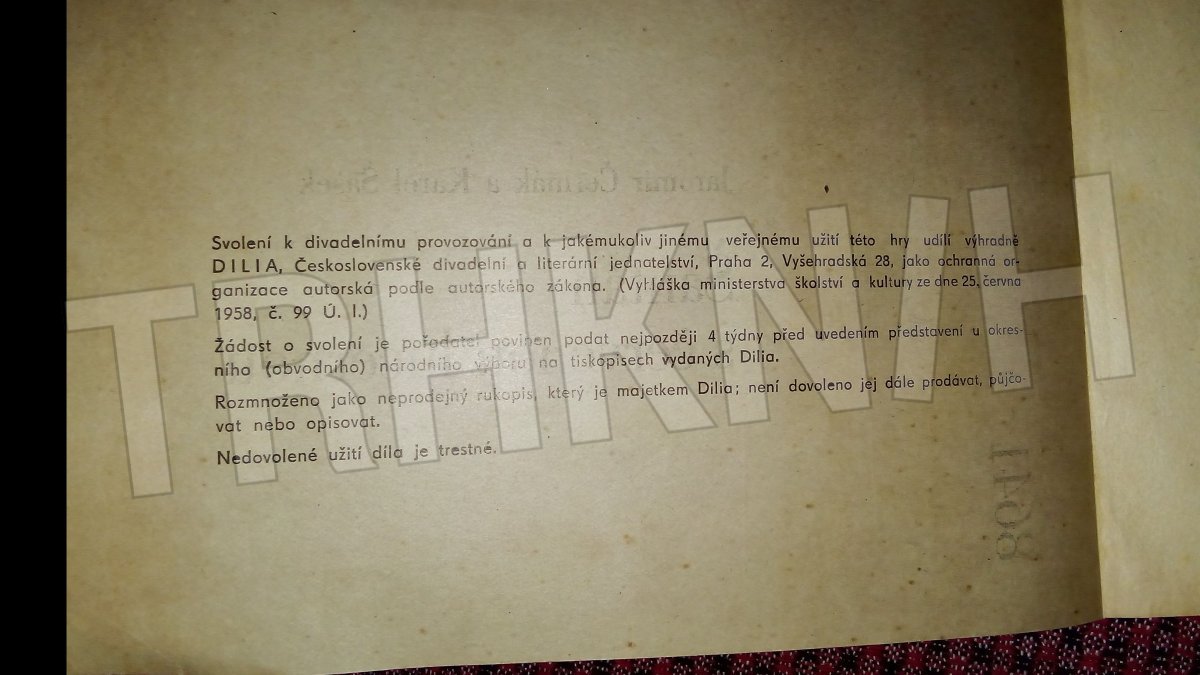 Jaromír Čermák a Karel Šašek
Svolení k divadelnímu provozování a k jakémukoliv jinému veřejnému užití této hry udílí výhradně
DILIA, Československé divadelní a literární jednatelství, Praha 2, Vyšehradská 28, jako ochranná or-
ganizace autorská podle autorského zákona. (Vyhláška ministerstva školství a kultury ze dne 25. června
1958, č. 99 Ú. l.)
Žádost o svolení je pořadatel povinen podat nejpozději 4 týdny před uvedením představení u okres-
ního (obvodního) národního výboru na tiskopisech vydaných Dilia.
Rozmnoženo jako neprodejný rukopis, který je majetkem Dilia; není dovoleno jej dále prodávat, půjčo-
vat nebo opisovat.
Nedovolené užití díla je trestné.
TRHKNIH